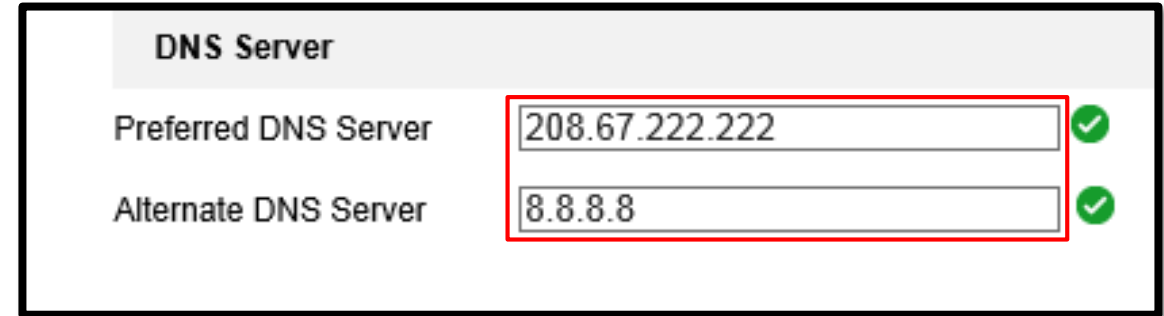 DNS Server
Preferred DNS Server 208.67.222.222
Alternate DNS Server 8.8.8.8